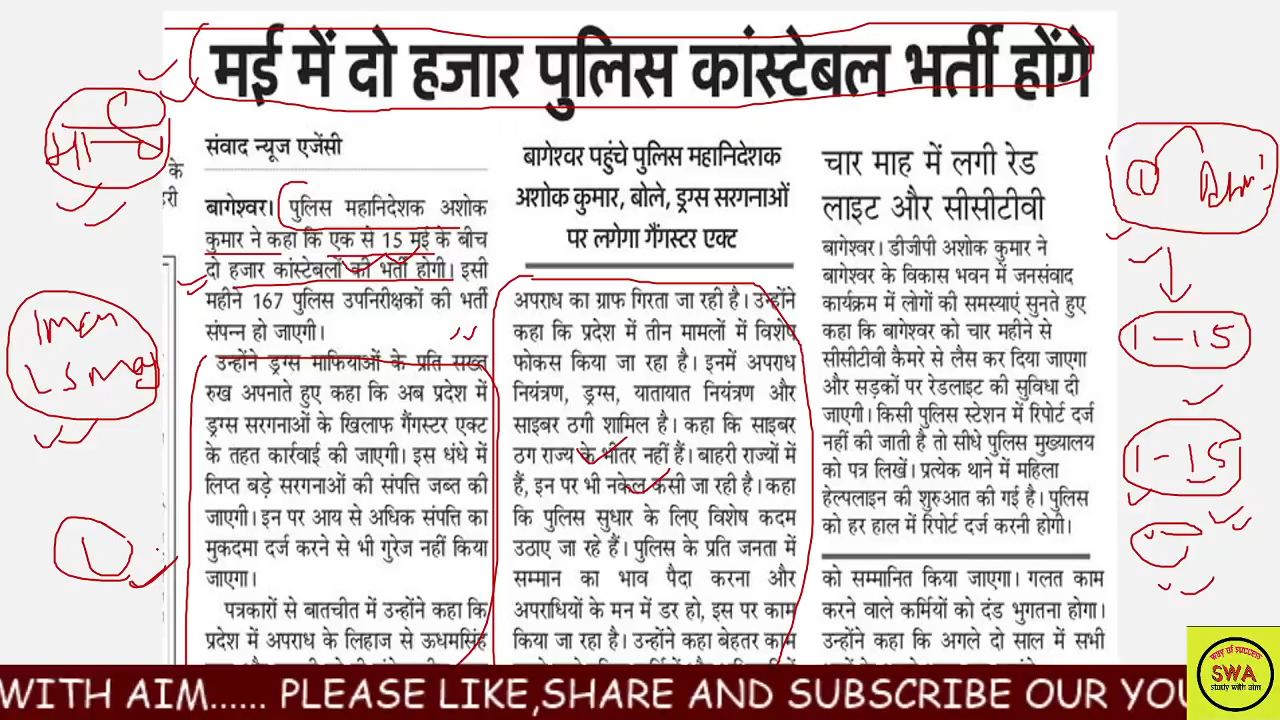 मई में दो हजार पुलिस कांस्टेबल भर्ती होंगे
संवाद न्यूज एजेंसी
बागेश्वर। पुलिस महानिदेशक अशोक
कुमार ने कहा कि एक से 15 मई के बीच
दो हजार कांस्टेबलों की भर्ती होगी। इसी
महीने 167 पुलिस उपनिरीक्षकों की भर्ती
संपन्न हो जाएगी।
उन्होंने ड्रग्स माफियाओं के प्रति सख्त
रुख अपनाते हुए कहा कि अब प्रदेश में
ड्रग्स सरगनाओं के खिलाफ गैंगस्टर एक्ट
के तहत कार्रवाई की जाएगी। इस धंधे में
लिप्त बड़े सरगनाओं की संपत्ति जब्त की
जाएगी। इन पर आय से अधिक संपत्ति का
मुकदमा दर्ज करने से भी गुरेज नहीं किया
जाएगा।
पत्रकारों से बातचीत में उन्होंने कहा कि
प्रदेश में अपराध के लिहाज से ऊधमसिंह
बागेश्वर पहुंचे पुलिस महानिदेशक
अशोक कुमार, बोले, ड्रग्स सरगनाओं
पर लगेगा गैंगस्टर एक्ट
अपराध का ग्राफ गिरता जा रही है। उन्होंने
कहा कि प्रदेश में तीन मामलों में विशेष
फोकस किया जा रहा है। इनमें अपराध
नियंत्रण, ड्रग्स, यातायात नियंत्रण और
साइबर ठगी शामिल है। कहा कि साइबर
ठग राज्य के भीतर नहीं हैं। बाहरी राज्यों में
हैं, इन पर भी नकेल कसी जा रही है। कहा
कि पुलिस सुधार के लिए विशेष कदम
उठाए जा रहे हैं। पुलिस के प्रति जनता में
सम्मान का भाव पैदा करना और
अपराधियों के मन में डर हो, इस पर काम
किया जा रहा है। उन्होंने कहा बेहतर काम
चार माह में लगी रेड
लाइट और सीसीटीवी
बागेश्वर। डीजीपी अशोक कुमार ने
बागेश्वर के विकास भवन में जनसंवाद
कार्यक्रम में लोगों की समस्याएं सुनते हुए
कहा कि बागेश्वर को चार महीने से
सीसीटीवी कैमरे से लैस कर दिया जाएगा
और सड़कों पर रेडलाइट की सुविधा दी
जाएगी। किसी पुलिस स्टेशन में रिपोर्ट दर्ज
नहीं की जाती है तो सीधे पुलिस मुख्यालय
को पत्र लिखें। प्रत्येक थाने में महिला
हेल्पलाइन की शुरुआत की गई है। पुलिस
को हर हाल में रिपोर्ट दर्ज करनी होगी।
को सम्मानित किया जाएगा। गलत काम
करने वाले कर्मियों को दंड भुगतना होगा।
उन्होंने कहा कि अगले दो साल में सभी
के
1 - 15
1 - 15
WITH AIM...... PLEASE LIKE,SHARE AND SUBSCRIBE OUR YOU
way of success
SWA
study with aim